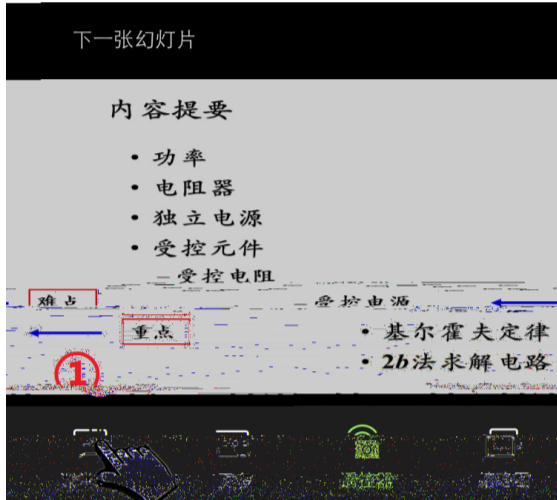 下一张幻灯片
内容提要
• 功率
• 电阻器
• 独立电源
• 受控元件
– 受控电阻
难点
– 受控电源
重点
• 基尔霍夫定律
• 2b法求解电路
1